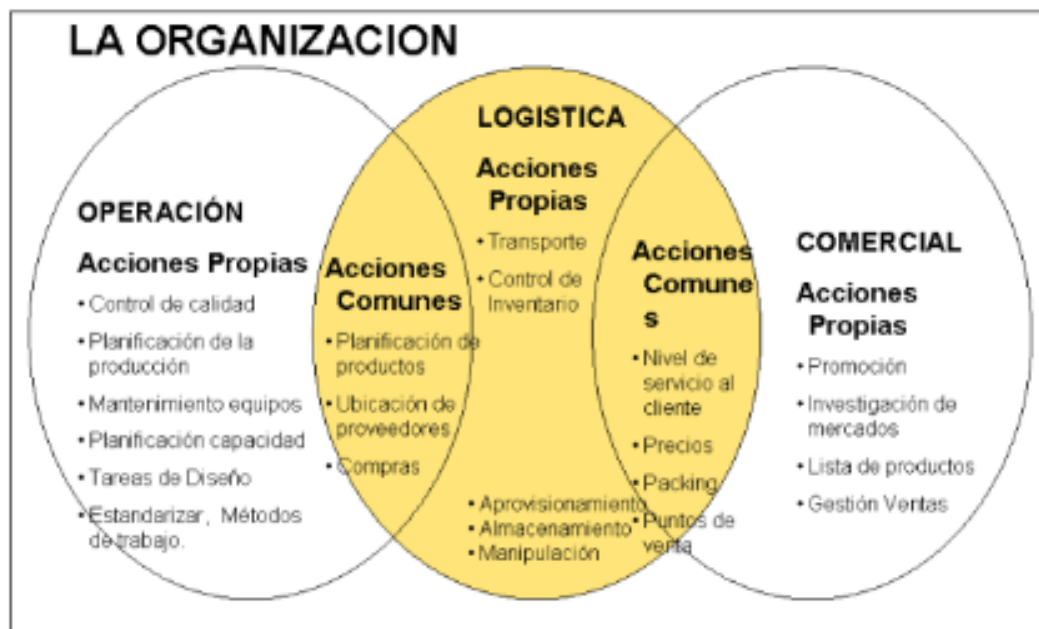 LA ORGANIZACION
OPERACIÓN
Acciones Propias
• Control de calidad
• Planificación de la
producción
• Mantenimiento equipos
• Planificación capacidad
• Tareas de Diseño
• Estandarizar, Métodos
de trabajo.
Acciones
Comunes
• Planificación de
productos
• Ubicación de
proveedores
• Compras
LOGISTICA
Acciones
Propias
• Transporte
• Control de
Inventario
• Aprovisionamiento
• Almacenamiento
• Manipulación
Acciones
Comune
s
• Nivel de
servicio al
cliente
• Precios
• Packing
• Puntos de
venta
COMERCIAL
Acciones
Propias
• Promoción
• Investigación de
mercados
• Lista de productos
• Gestión Ventas